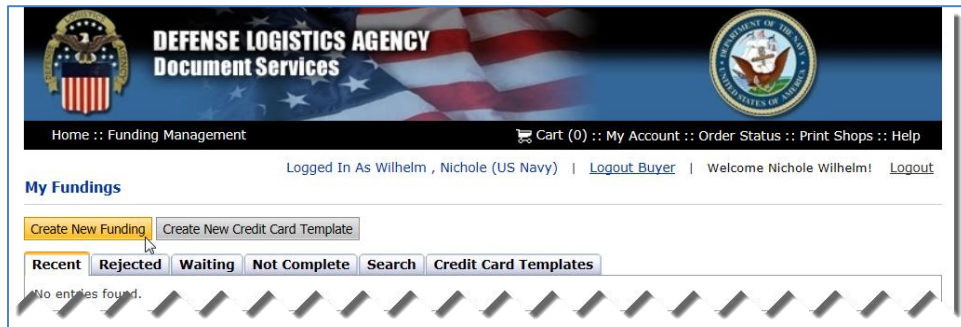 DEFENSE LOGISTICS AGENCY
Document Services
Home :: Funding Management
Cart (0) :: My Account :: Order Status :: Print Shops :: Help
Logged In As Wilhelm , Nichole (US Navy) | Logout Buyer | Welcome Nichole Wilhelm! Logout
My Fundings
Create New Funding Create New Credit Card Template
Recent Rejected Waiting Not Complete Search Credit Card Templates
No entries found.